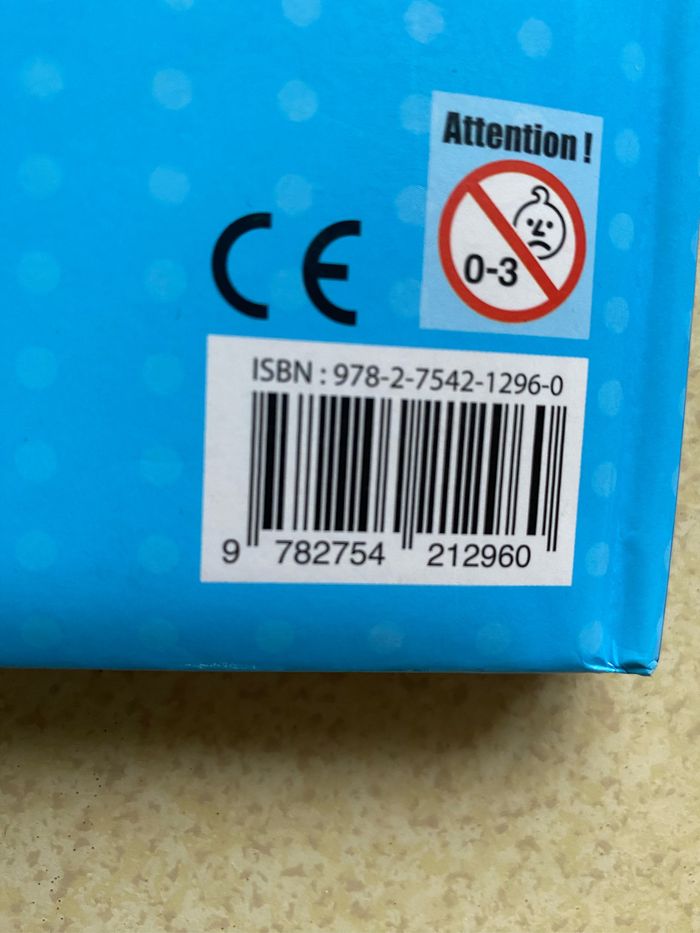 Attention !
0-3
CE
ISBN : 978-2-7542-1296-0
9 782754 212960